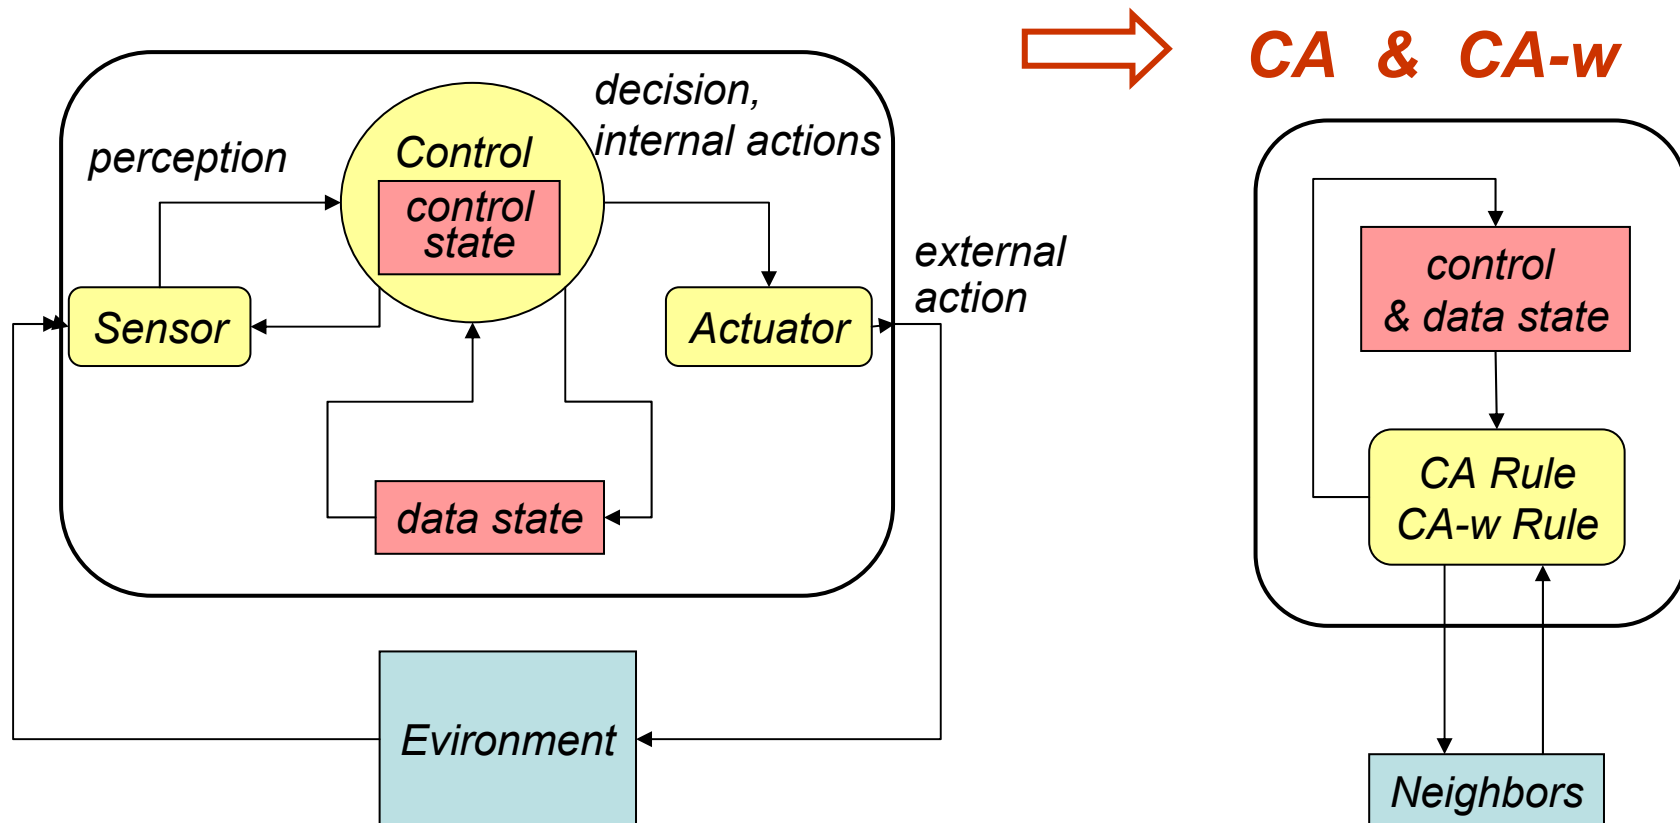 CA & CA-w
decision,
internal actions
perception
Control
control
state
external
action
Sensor
Actuator
data state
Evironment
control
& data state
CA Rule
CA-w Rule
Neighbors